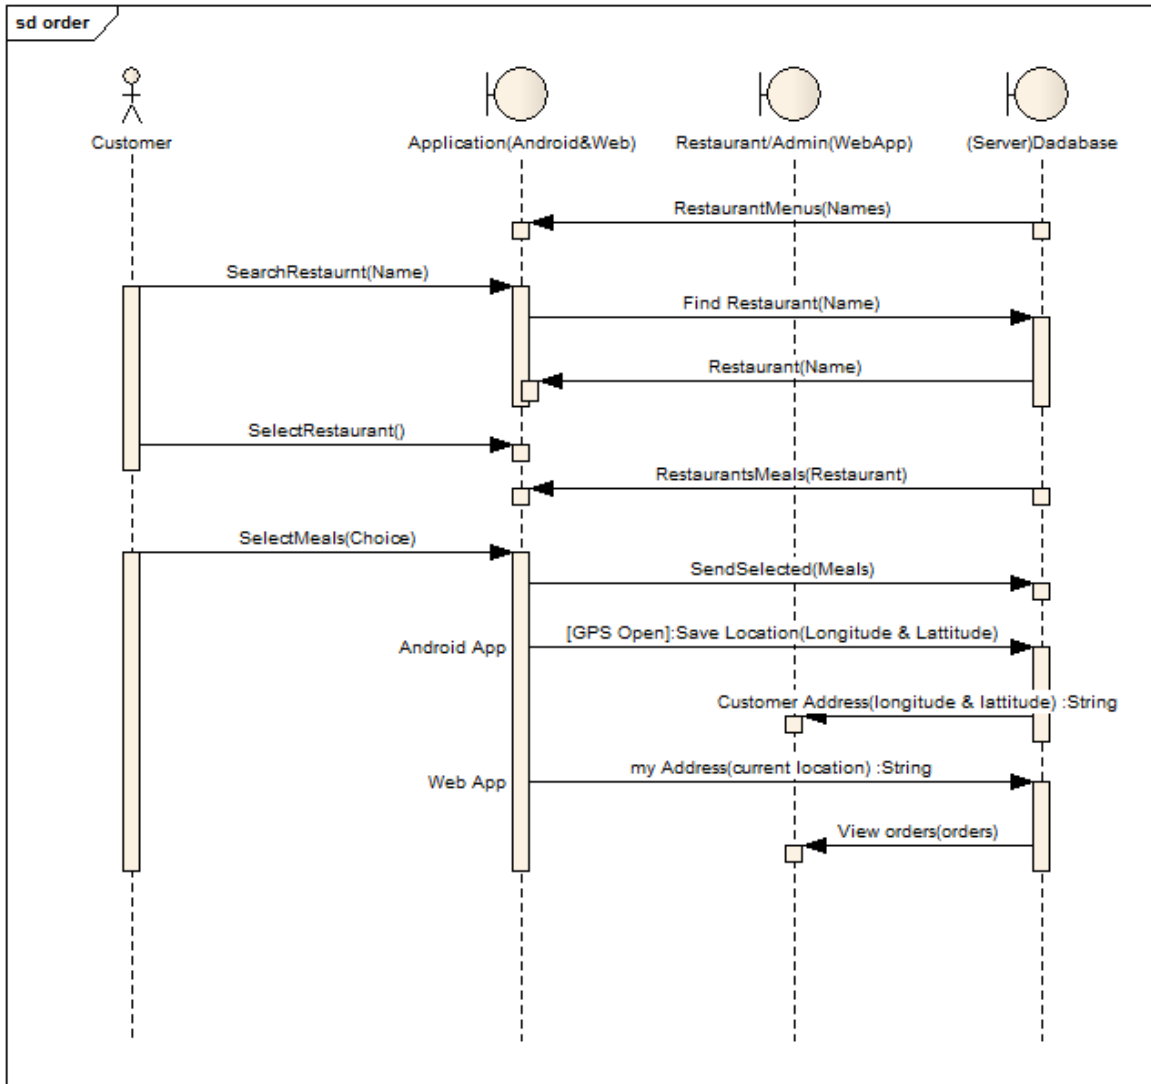 sd order
Customer
Application(Android&Web)
Restaurant/Admin(WebApp)
(Server)Dadabase
RestaurantMenus(Names)
SearchRestaurnt(Name)
Find Restaurant(Name)
Restaurant(Name)
SelectRestaurant()
RestaurantsMeals(Restaurant)
SelectMeals(Choice)
SendSelected(Meals)
Android App
[GPS Open]:Save Location(Longitude & Lattitude)
Customer Address(longitude & lattitude) :String
Web App
my Address(current location) :String
View orders(orders)